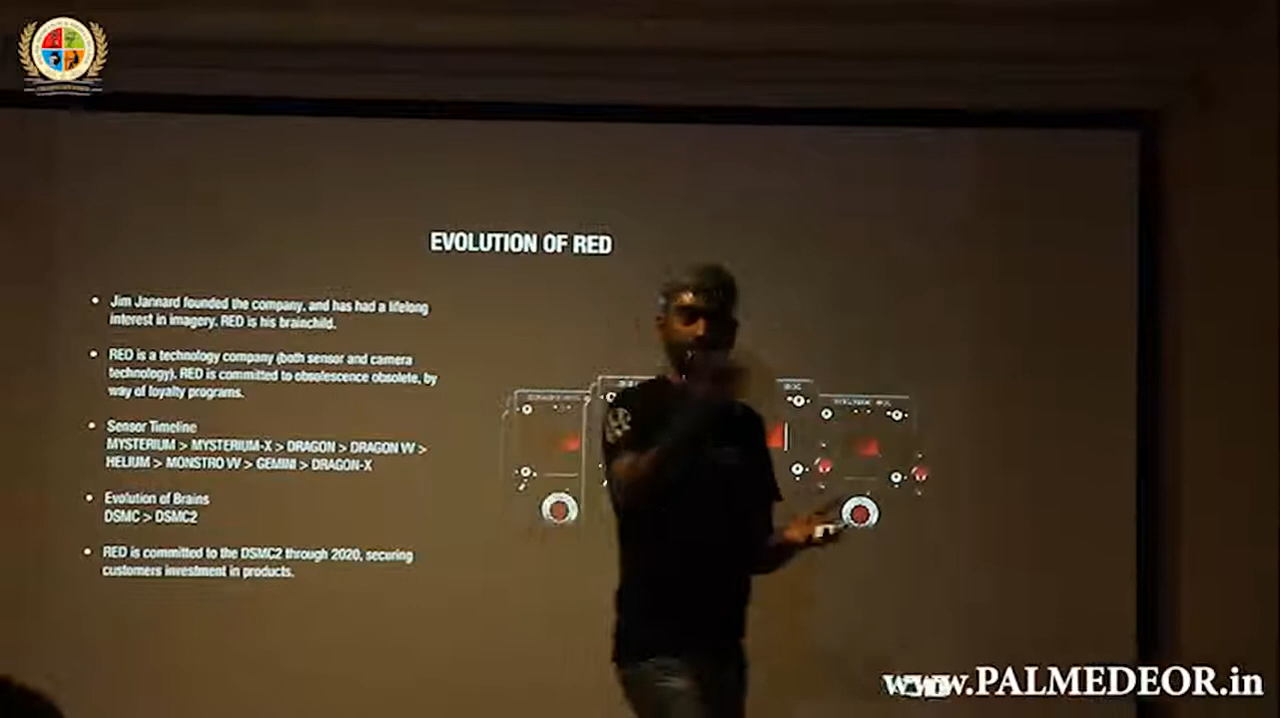 EVOLUTION OF RED
• Jim Jannard founded the company, and has had a lifelong
interest in imagery. RED is his brainchild.
• RED is a technology company (both sensor and camera
technology). RED is committed to obsolescence obsolete, by
way of loyalty programs.
• Sensor Timeline
MYSTERIUM > MYSTERIUM-X > DRAGON > DRAGON VV >
HELIUM > MONSTRO VV > GEMINI > DRAGON-X
• Evolution of Brains
DSMC > DSMC2
• RED is committed to the DSMC2 through 2020, securing
customers investment in products.
www.PALMEDEOR.in